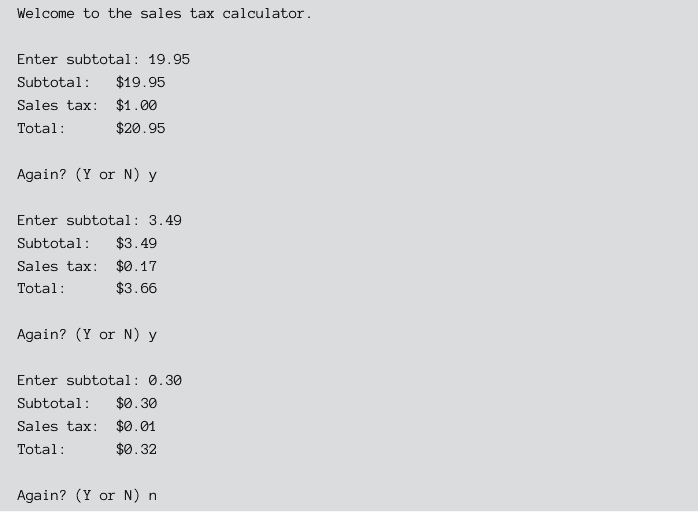 Welcome to the sales tax calculator.
Enter subtotal: 19.95
Subtotal:   $19.95
Sales tax:  $1.00
Total:      $20.95
Again? (Y or N) y
Enter subtotal: 3.49
Subtotal:   $3.49
Sales tax:  $0.17
Total:      $3.66
Again? (Y or N) y
Enter subtotal: 0.30
Subtotal:   $0.30
Sales tax:  $0.01
Total:      $0.32
Again? (Y or N) n